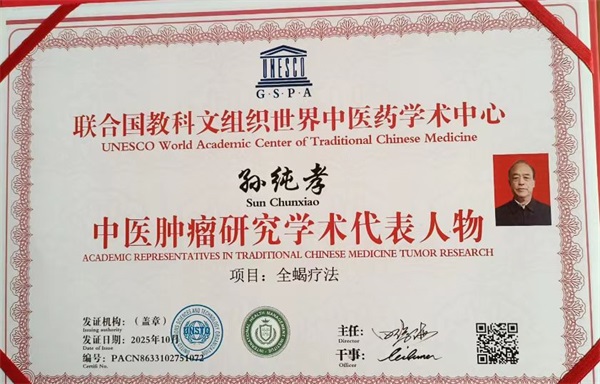 UNESCO
G·S·P·A
联合国教科文组织世界中医药学术中心
UNESCO World Academic Center of Traditional Chinese Medicine
孙纯孝
Sun Chunxiao
中医肿瘤研究学术代表人物
ACADEMIC REPRESENTATIVES IN TRADITIONAL CHINESE MEDICINE TUMOR RESEARCH
项目：全蝎疗法
发证机构：（盖章）
Issuing authority
发证日期：2025年10月
Date of Issue
编号：PACN8633102751072
Certifi No.
UNSTO
主任：
Director
干事：
Officer